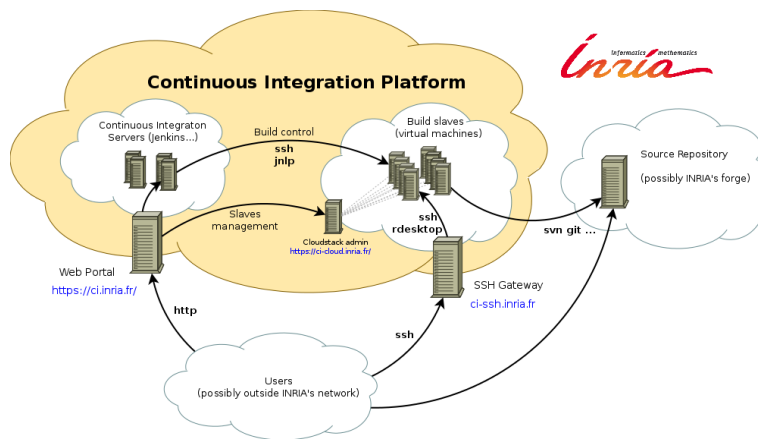 informatics mathematics
inria
Continuous Integration Platform
Continuous Integraton
Servers (Jenkins...)
Build control
ssh
jnlp
Build slaves
(virtual machines)
Source Repository
(possibly INRIA's forge)
Slaves
management
Cloudstack admin
https://ci-cloud.inria.fr/
ssh
rdesktop
svn git ...
Web Portal
https://ci.inria.fr/
SSH Gateway
ci-ssh.inria.fr
http
ssh
Users
(possibly outside INRIA's network)